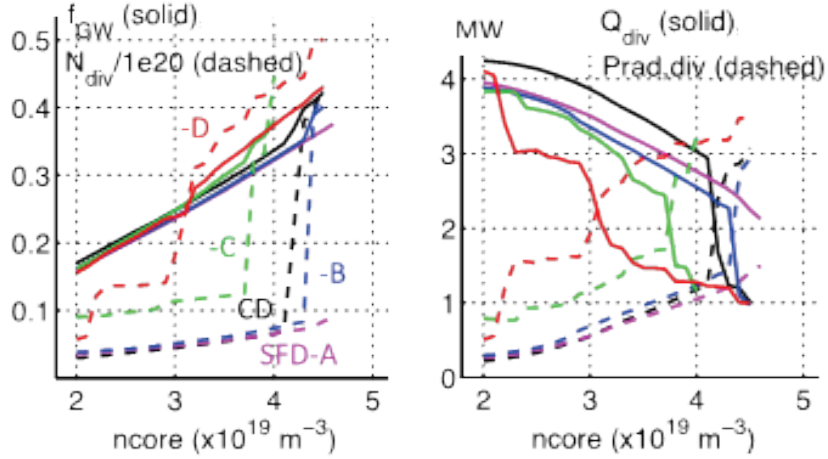 f_GW (solid)
N_div/1e20 (dashed)
0.5
0.4
0.3
0.2
0.1
-D
-C
-B
CD
SFD-A
2 3 4 5
ncore (x10^19 m^-3)
MW
Q_div (solid)
Prad.div (dashed)
4
3
2
1
0
2 3 4 5
ncore (x10^19 m^-3)